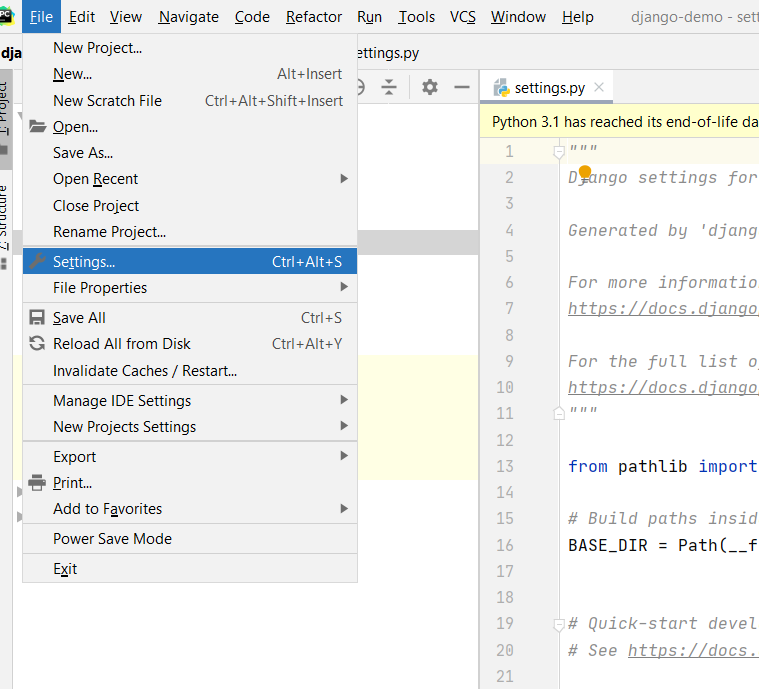 PC File Edit View Navigate Code Refactor Run Tools VCS Window Help django-demo - sett
dja ettings.py
1: Project
7: Structure
New Project...
New... Alt+Insert
New Scratch File Ctrl+Alt+Shift+Insert
Open...
Save As...
Open Recent
Close Project
Rename Project...
Settings... Ctrl+Alt+S
File Properties
Save All Ctrl+S
Reload All from Disk Ctrl+Alt+Y
Invalidate Caches / Restart...
Manage IDE Settings
New Projects Settings
Export
Print...
Add to Favorites
Power Save Mode
Exit
settings.py
Python 3.1 has reached its end-of-life da
1 """
2 Django settings for
3
4 Generated by 'djang
5
6 For more informatio
7 https://docs.django
8
9 For the full list o
10 https://docs.django
11 """
12
13 from pathlib import
14
15 # Build paths insid
16 BASE_DIR = Path(__f
17
18
19 # Quick-start devel
20 # See https://docs.
21